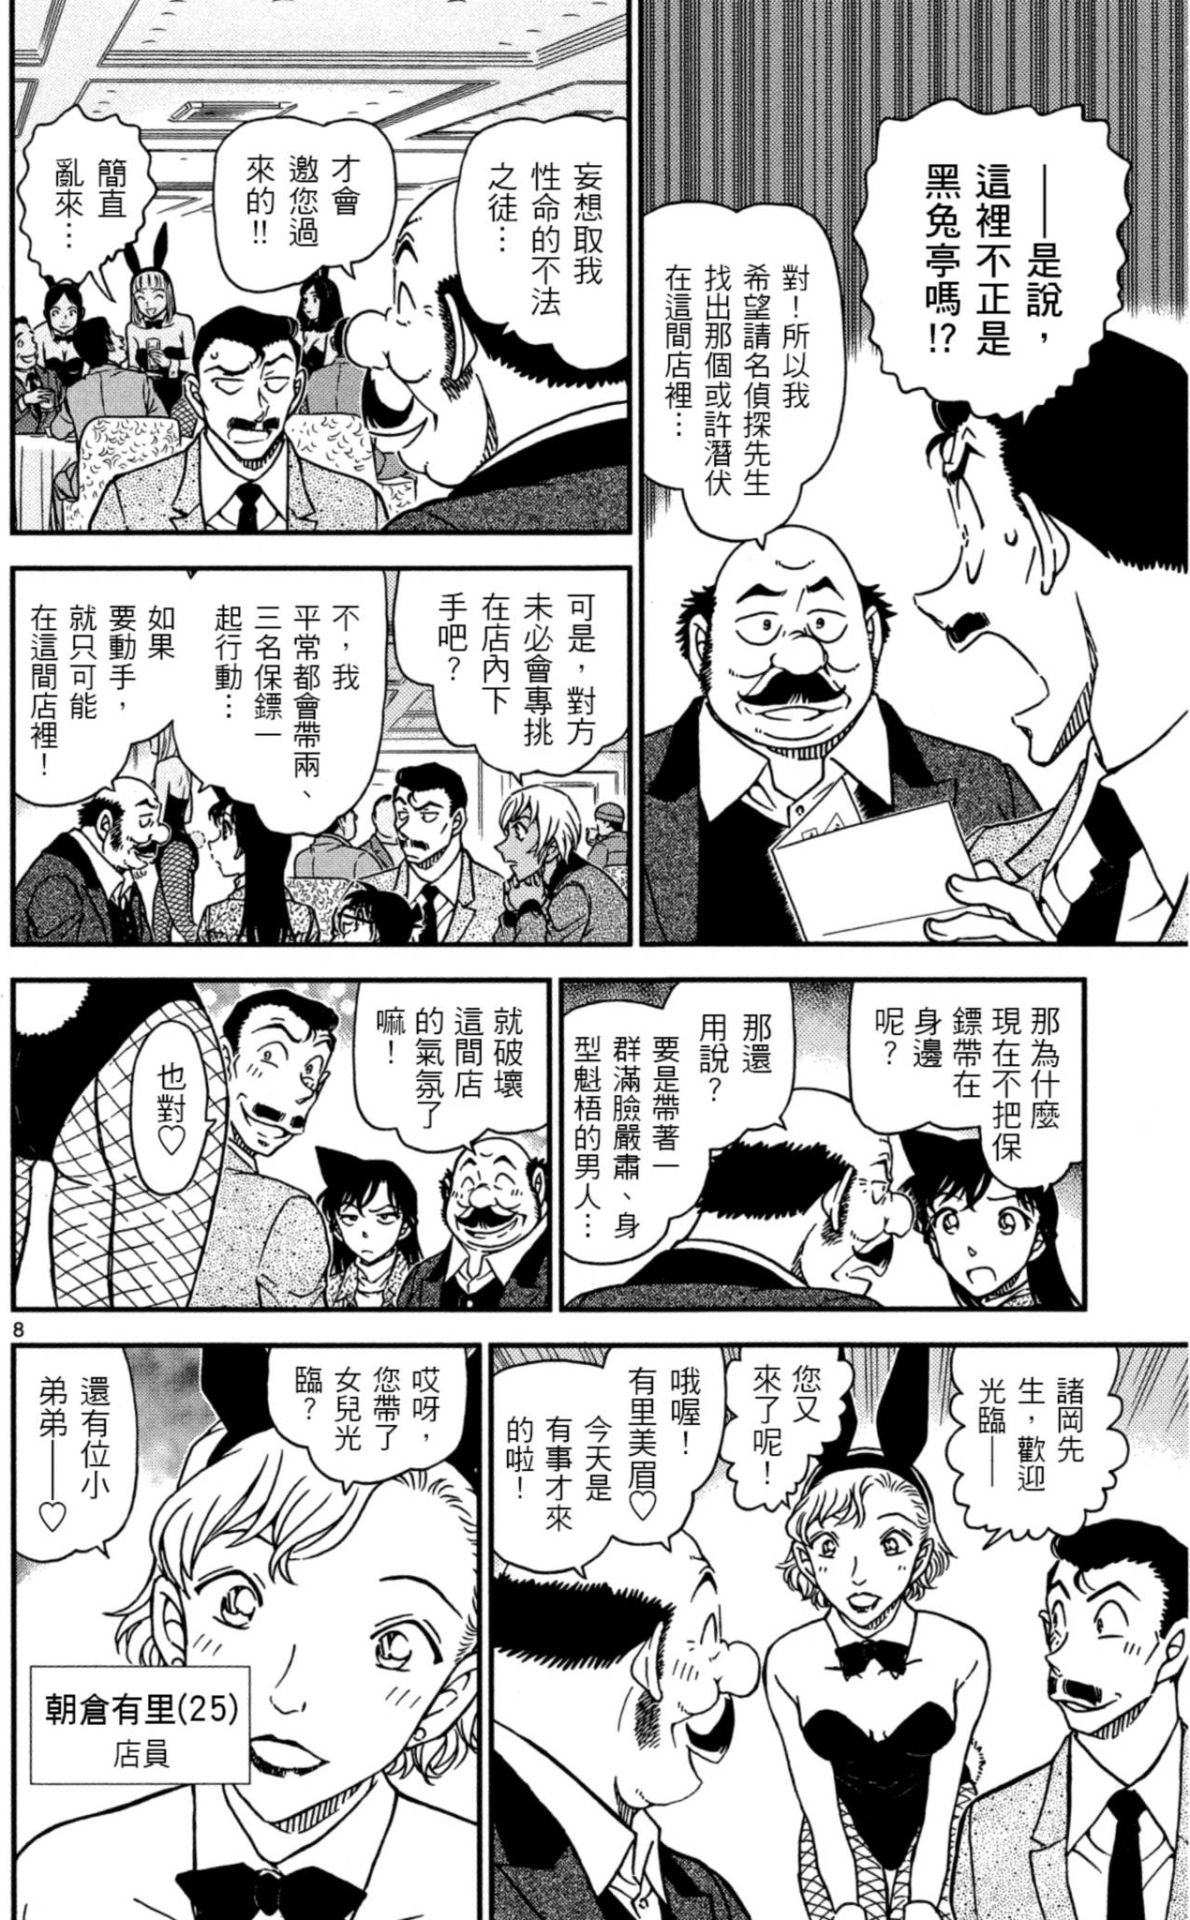 ——是說，
這裡不正是
黑兔亭嗎!?
對！所以我
希望請名偵探先生
找出那個或許潛伏
在這間店裡…
妄想取我
性命的不法
之徒…
才會
邀您過
來的!!
簡直
亂來…
可是，對方
未必會專挑
在店內下
手吧？
不，我
平常都會帶兩、
三名保鏢一
起行動…
如果
要動手，
就只可能
在這間店裡！
那為什麼
現在不把保
鏢帶在
身邊
呢？
那還
用說？
要是帶著一
群滿臉嚴肅、身
型魁梧的男人…
就破壞
這間店
的氣氛了
嘛！
也對♡
8
諸岡先
生，歡迎
光臨——
您又
來了呢！
哦喔！
有里美眉♡
今天是
有事才來
的啦！
哎呀，
您帶了
女兒光
臨？
還有位小
弟弟——♡
朝倉有里(25)
店員